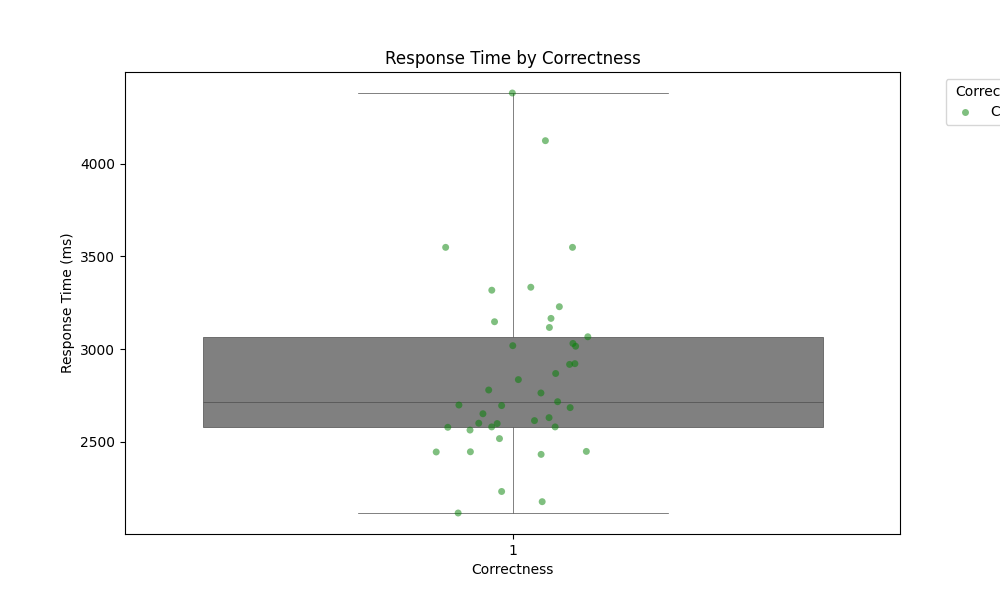 Response Time by Correctness
Correc
C
4000
3500
3000
2500
Response Time (ms)
1
Correctness